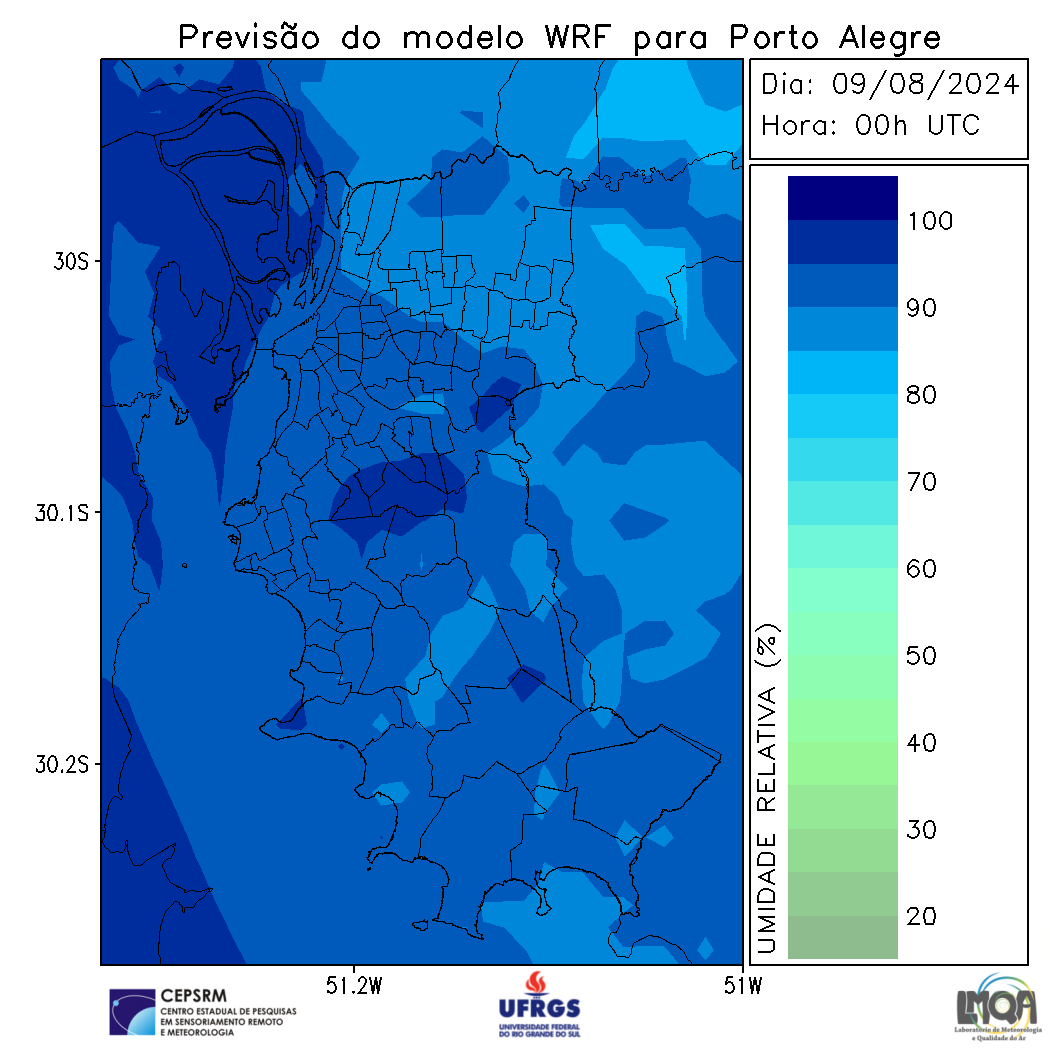 Previsão do modelo WRF para Porto Alegre
Dia: 09/08/2024
Hora: 00h UTC
100
90
80
70
60
50
40
30
20
UMIDADE RELATIVA (%)
30S
30.1S
30.2S
51.2W
51W
CEPSRM
CENTRO ESTADUAL DE PESQUISAS
EM SENSORIAMENTO REMOTO
E METEOROLOGIA
UFRGS
UNIVERSIDADE FEDERAL
DO RIO GRANDE DO SUL
LMQA
Laboratório de Meteorologia
e Qualidade do Ar